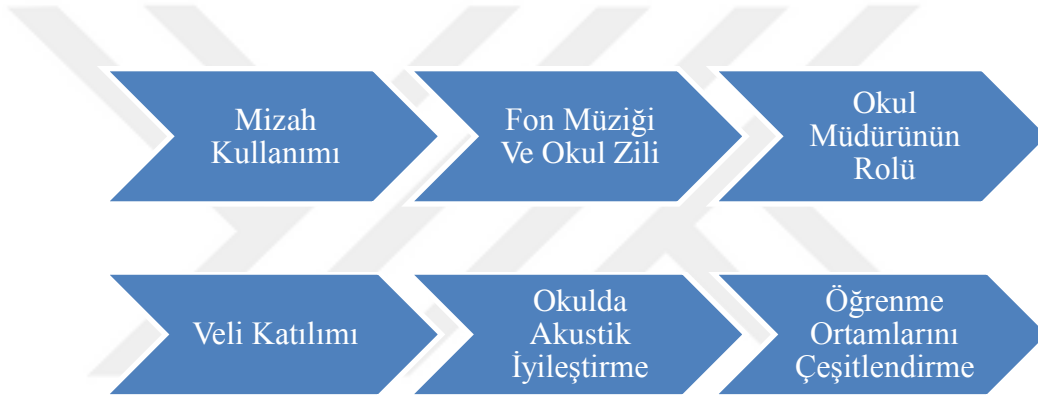 Mizah
Kullanımı
Fon Müziği
Ve Okul Zili
Okul
Müdürünün
Rolü
Veli Katılımı
Okulda
Akustik
İyileştirme
Öğrenme
Ortamlarını
Çeşitlendirme